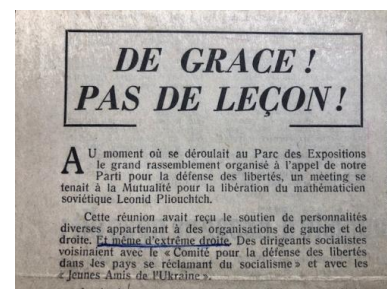 DE GRACE !
PAS DE LEÇON !
AU moment où se déroulait au Parc des Expositions
le grand rassemblement organisé à l'appel de notre
Parti pour la défense des libertés, un meeting se
tenait à la Mutualité pour la libération du mathématicien
soviétique Leonid Pliouchtch.
Cette réunion avait reçu le soutien de personnalités
diverses appartenant à des organisations de gauche et de
droite. Et même d'extrême droite. Des dirigeants socialistes
voisinaient avec le « Comité pour la défense des libertés
dans les pays se réclamant du socialisme » et avec les
« Jeunes Amis de l'Ukraine ».